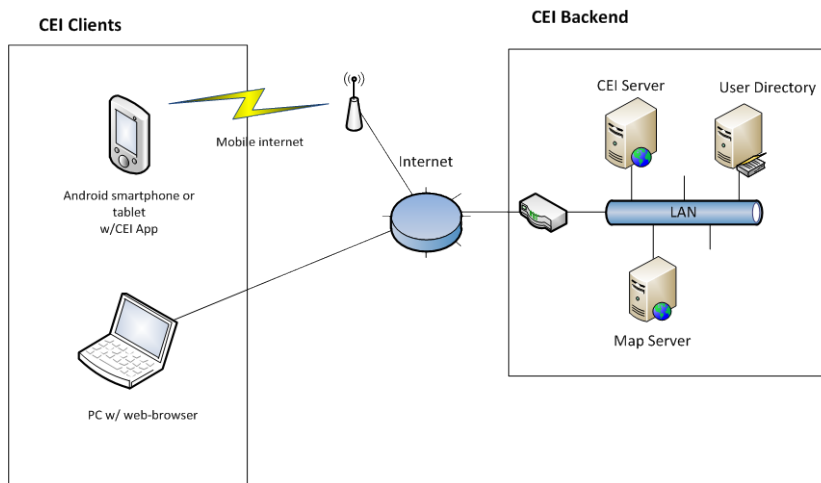 CEI Clients
CEI Backend
CEI Server
User Directory
Mobile internet
Internet
Android smartphone or
tablet
w/CEI App
LAN
Map Server
PC w/ web-browser